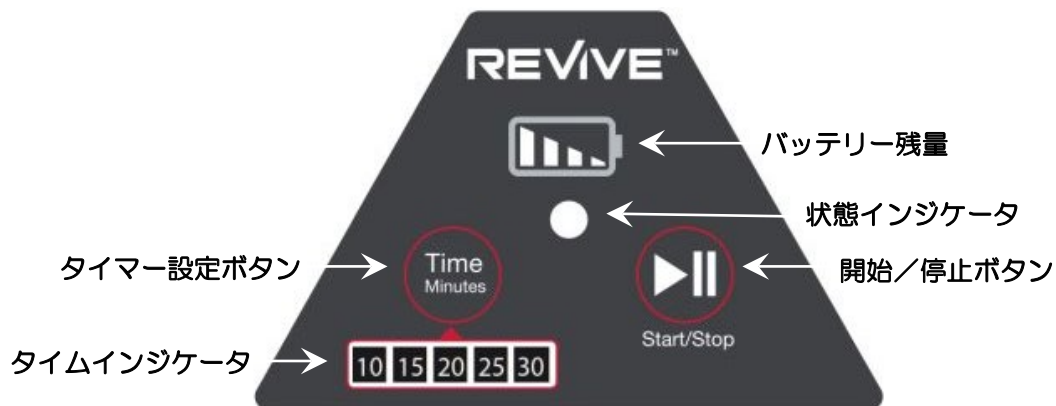 REVIVE™
バッテリー残量
状態インジケータ
タイマー設定ボタン
Time
Minutes
開始／停止ボタン
Start/Stop
タイムインジケータ
10 15 20 25 30